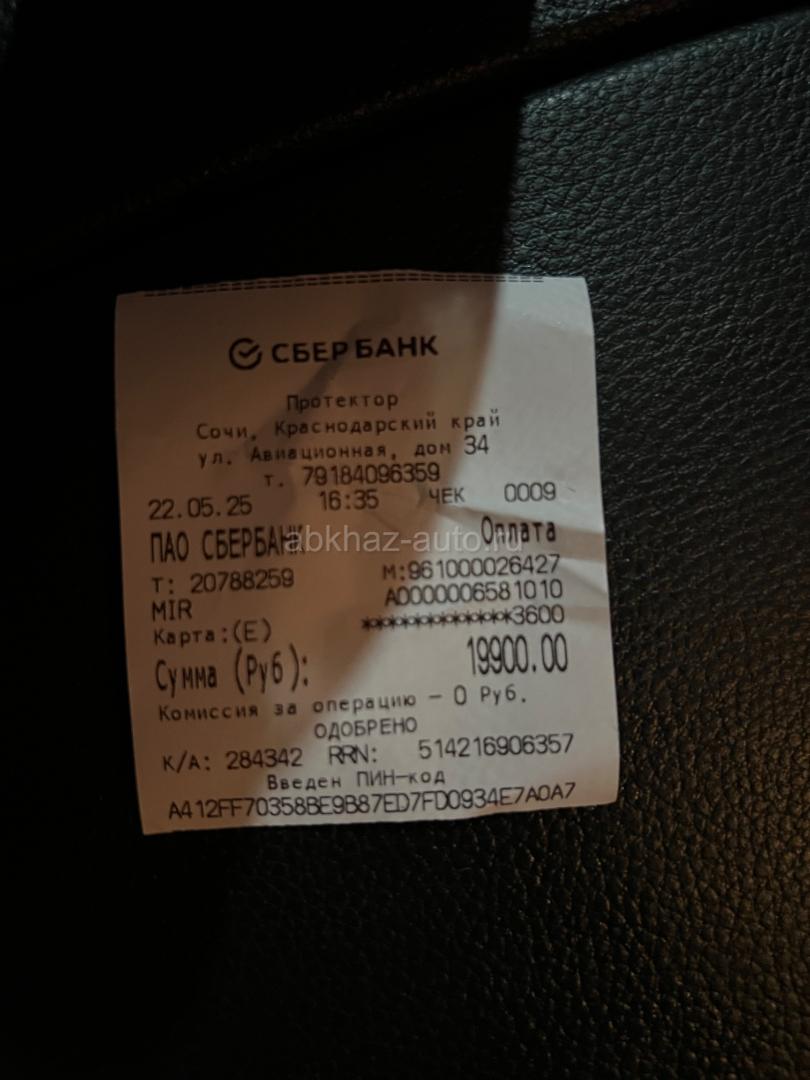 СБЕР БАНК
Протектор
Сочи, Краснодарский край
ул. Авиационная, дом 34
т. 79184096359
22.05.25 16:35 ЧЕК 0009
ПАО СБЕРБАНК Оплата
abkhaz-auto.ru
Т: 20788259 М:961000026427
MIR A0000006581010
Карта:(E) ************3600
Сумма (Руб): 19900.00
Комиссия за операцию – 0 Руб.
ОДОБРЕНО
К/А: 284342 RRN: 514216906357
Введен ПИН-код
A412FF70358BE9B87ED7FD0934E7A0A7